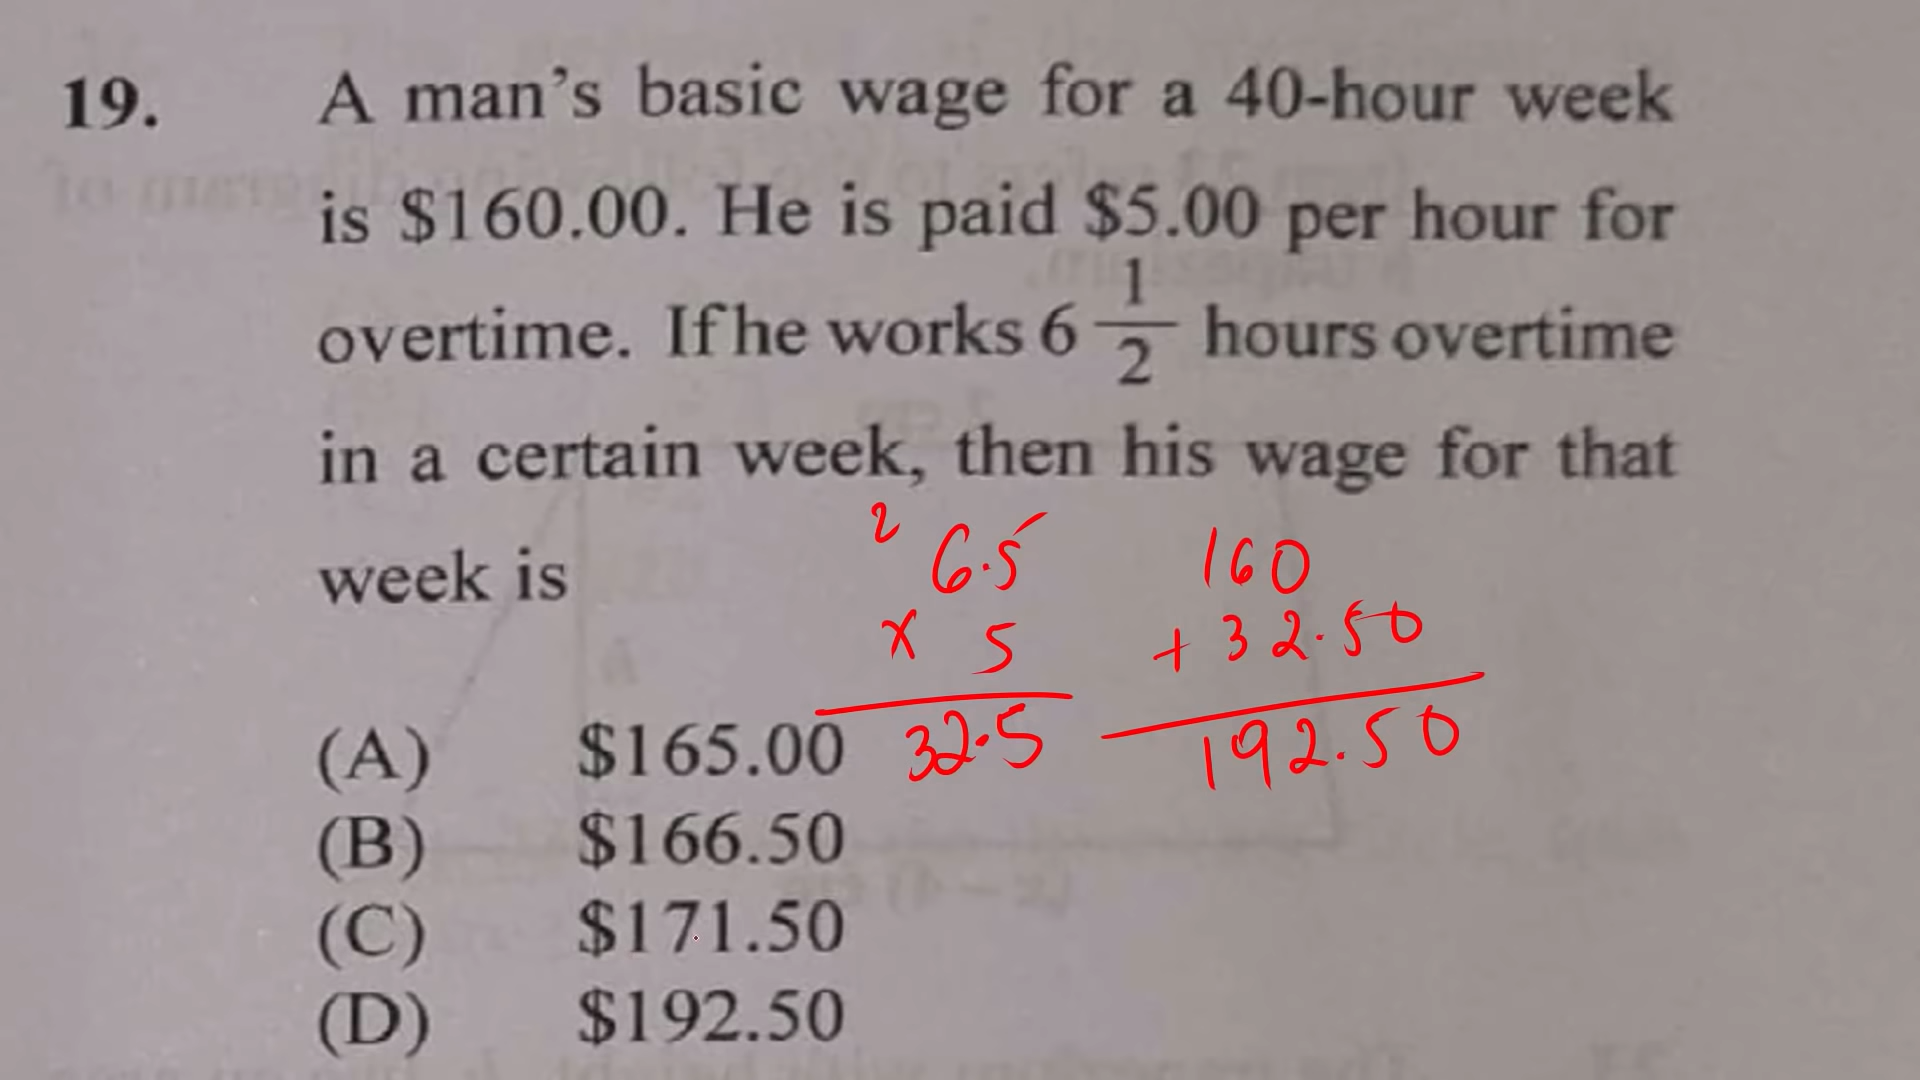 19. A man's basic wage for a 40-hour week
is $160.00. He is paid $5.00 per hour for
overtime. If he works 6 1/2 hours overtime
in a certain week, then his wage for that
week is
2
6.5
x 5
32.5
160
+ 32.50
192.50
(A) $165.00
(B) $166.50
(C) $171.50
(D) $192.50